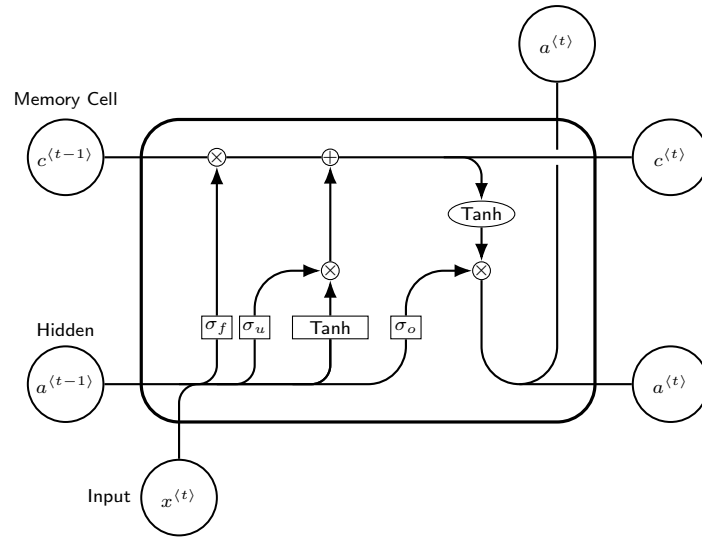 a⟨t⟩
Memory Cell
c⟨t−1⟩ ⊗ ⊕ c⟨t⟩
Tanh
⊗ ⊗
Hidden σf σu Tanh σo
a⟨t−1⟩ a⟨t⟩
Input x⟨t⟩